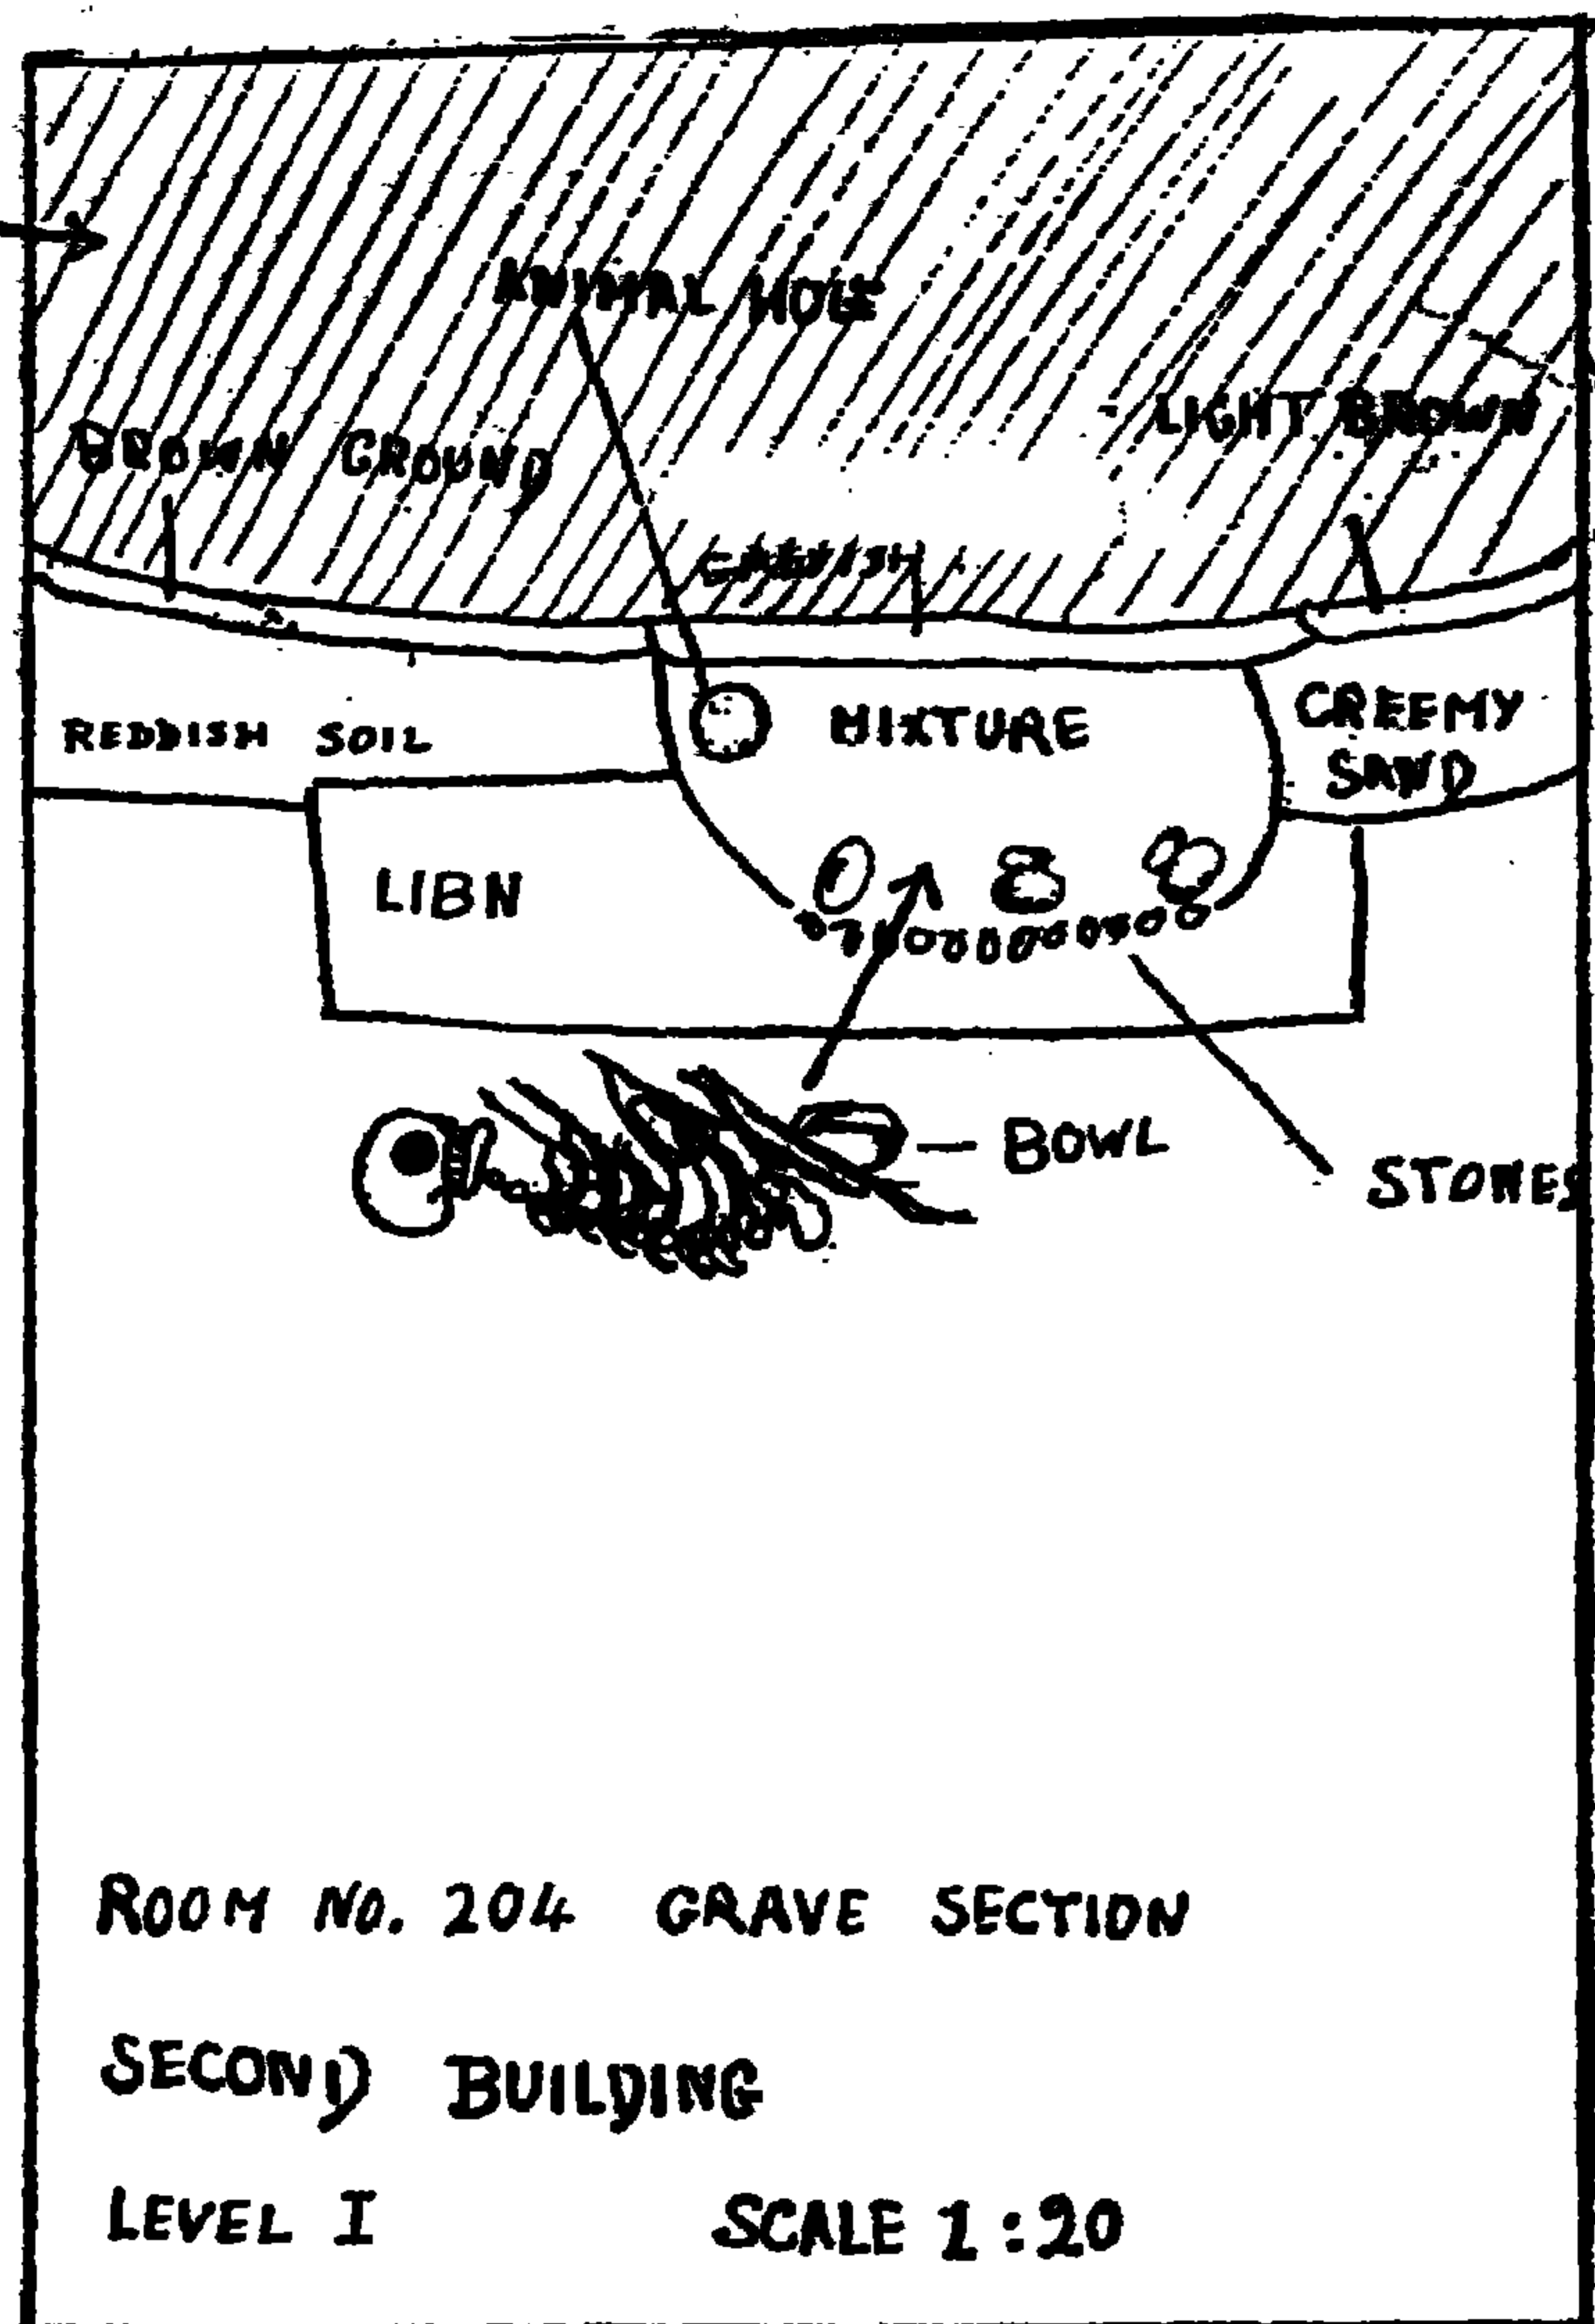 ANIMAL HOLE
LIGHT BROWN
BROWN GROUND
REDDISH SOIL
MIXTURE
CREEMY
SAND
LIBN
BOWL
STONES
ROOM NO. 204 GRAVE SECTION
SECOND BUILDING
LEVEL I SCALE 1:20